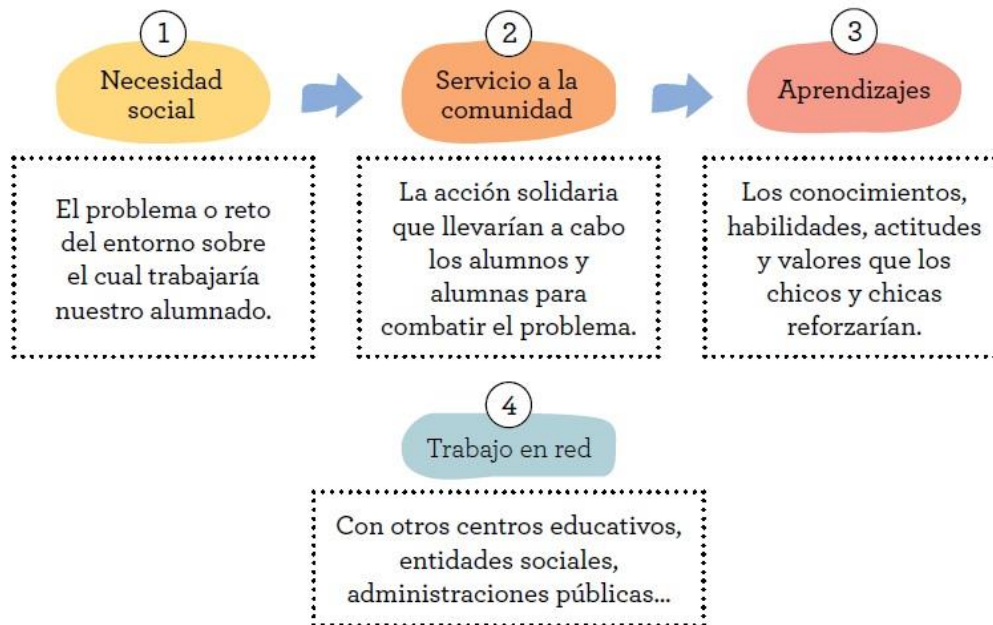 1
Necesidad
social
El problema o reto
del entorno sobre
el cual trabajaría
nuestro alumnado.
2
Servicio a la
comunidad
La acción solidaria
que llevarían a cabo
los alumnos y
alumnas para
combatir el problema.
3
Aprendizajes
Los conocimientos,
habilidades, actitudes
y valores que los
chicos y chicas
reforzarían.
4
Trabajo en red
Con otros centros educativos,
entidades sociales,
administraciones públicas...